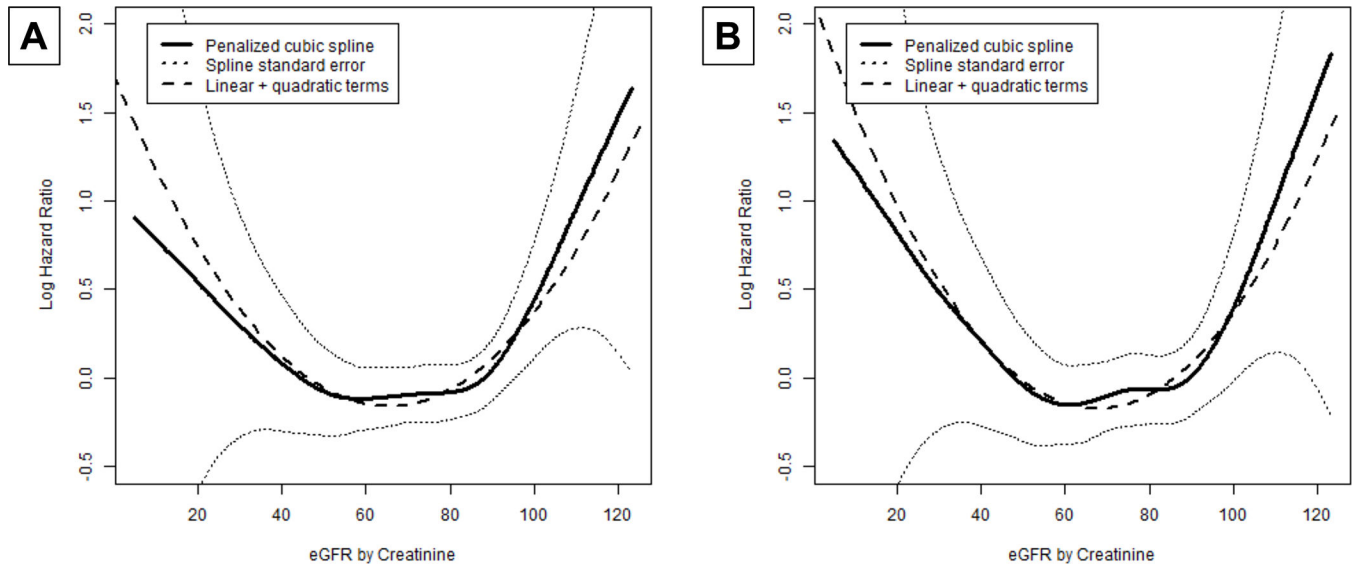 A
Penalized cubic spline
Spline standard error
Linear + quadratic terms
2.0
1.5
1.0
0.5
0.0
-0.5
Log Hazard Ratio
20
40
60
80
100
120
eGFR by Creatinine
B
Penalized cubic spline
Spline standard error
Linear + quadratic terms
2.0
1.5
1.0
0.5
0.0
-0.5
Log Hazard Ratio
20
40
60
80
100
120
eGFR by Creatinine